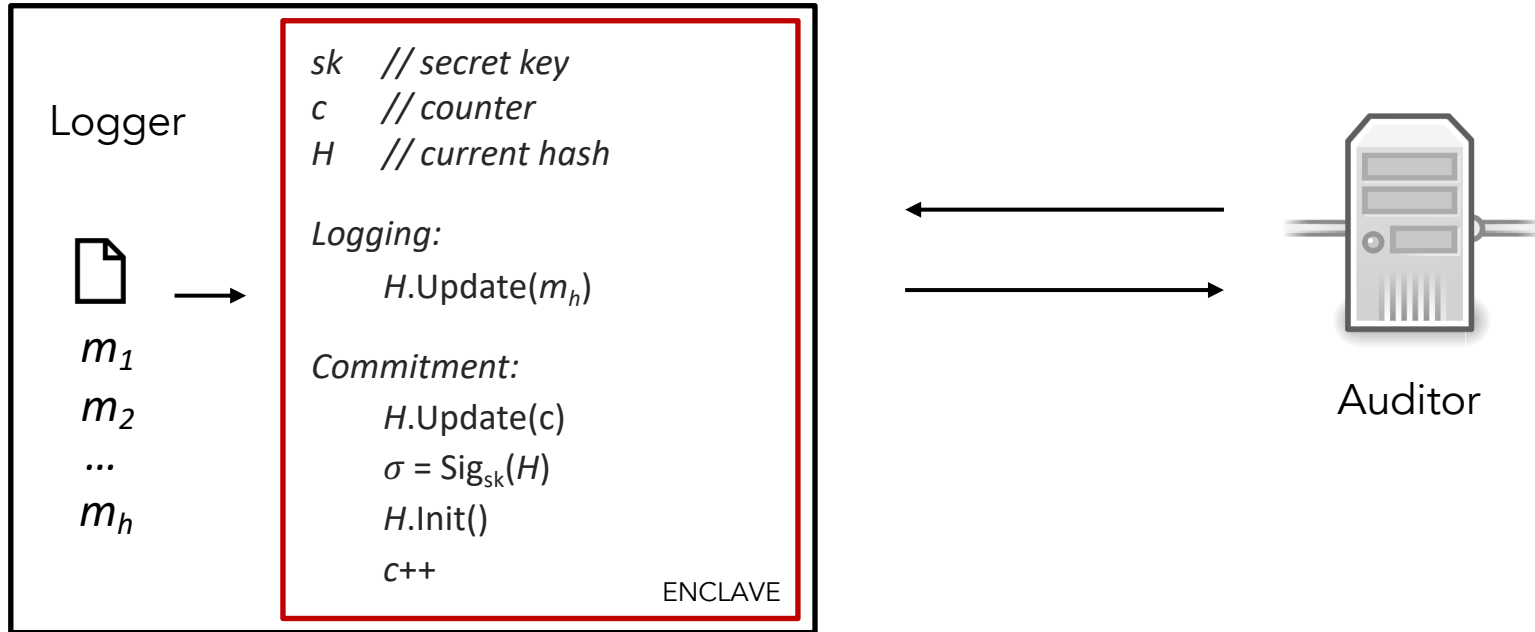 Logger
m₁
m₂
...
mₕ
sk // secret key
c // counter
H // current hash
Logging:
H.Update(mₕ)
Commitment:
H.Update(c)
σ = Sigₛₖ(H)
H.Init()
c++
ENCLAVE
Auditor